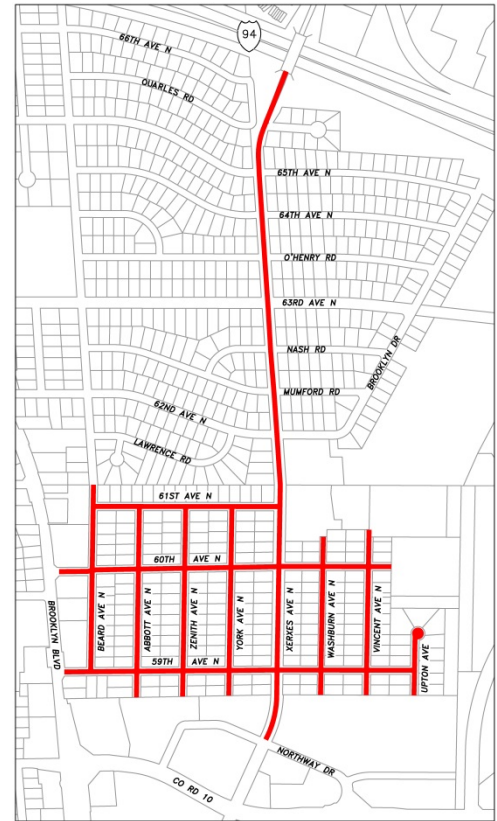 94
66TH AVE N
QUARLES RD
65TH AVE N
64TH AVE N
O'HENRY RD
63RD AVE N
NASH RD
BROOKLYN DR
MUMFORD RD
62ND AVE N
LAWRENCE RD
61ST AVE N
60TH AVE N
BROOKLYN BLVD
BEARD AVE N
ABBOTT AVE N
ZENITH AVE N
YORK AVE N
XERXES AVE N
WASHBURN AVE N
VINCENT AVE N
UPTON AVE
59TH AVE N
NORTHWAY DR
CO RD 10